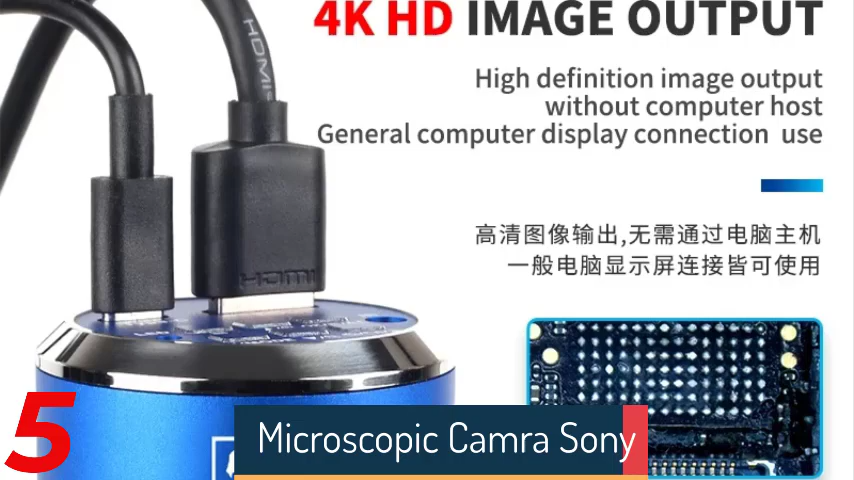 4K HD IMAGE OUTPUT
High definition image output
without computer host
General computer display connection use
高清图像输出,无需通过电脑主机
一般电脑显示屏连接皆可使用
HDMI
HDMI
5
Microscopic Camra Sony